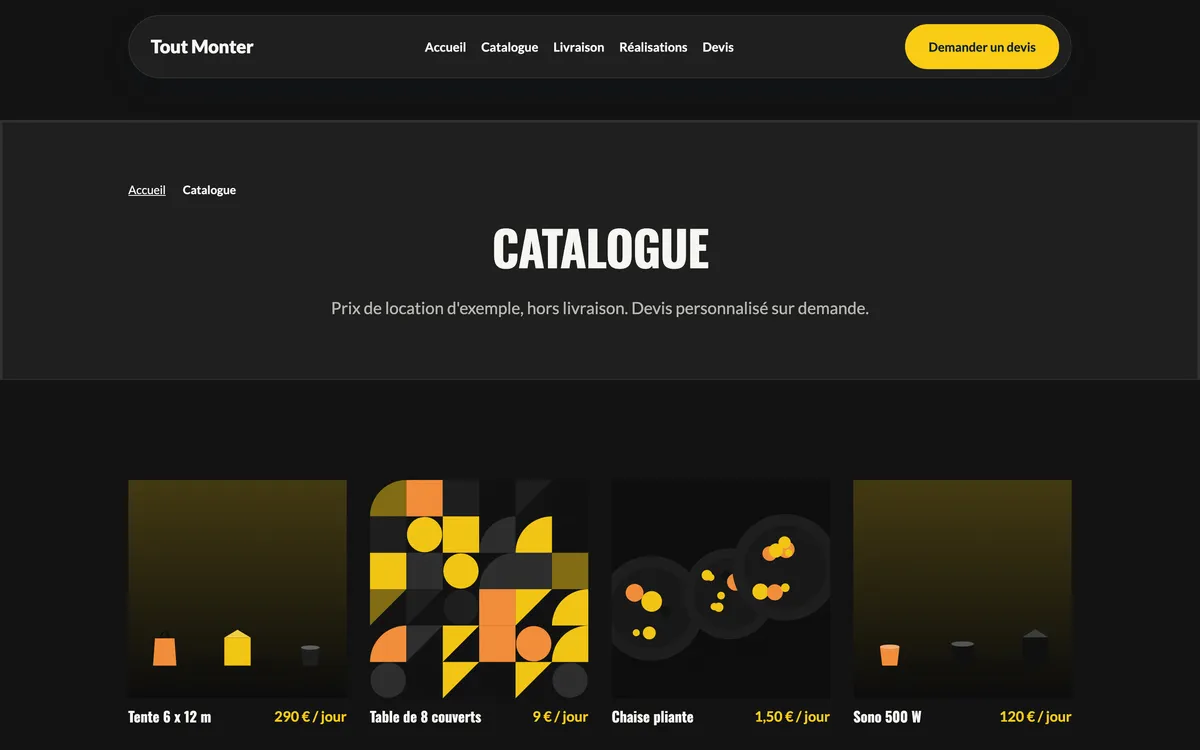 Tout Monter
Accueil Catalogue Livraison Réalisations Devis
Demander un devis
Accueil Catalogue
CATALOGUE
Prix de location d'exemple, hors livraison. Devis personnalisé sur demande.
Tente 6 x 12 m 290 € / jour
Table de 8 couverts 9 € / jour
Chaise pliante 1,50 € / jour
Sono 500 W 120 € / jour